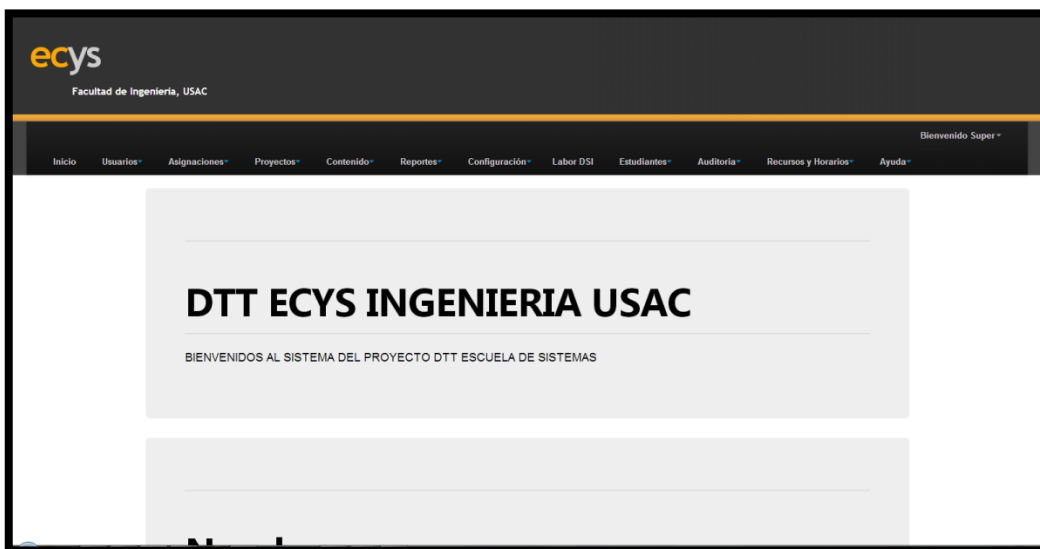 ecys
Facultad de Ingeniería, USAC
Bienvenido Super
Inicio Usuarios Asignaciones Proyectos Contenido Reportes Configuración Labor DSI Estudiantes Auditoria Recursos y Horarios Ayuda
DTT ECYS INGENIERIA USAC
BIENVENIDOS AL SISTEMA DEL PROYECTO DTT ESCUELA DE SISTEMAS